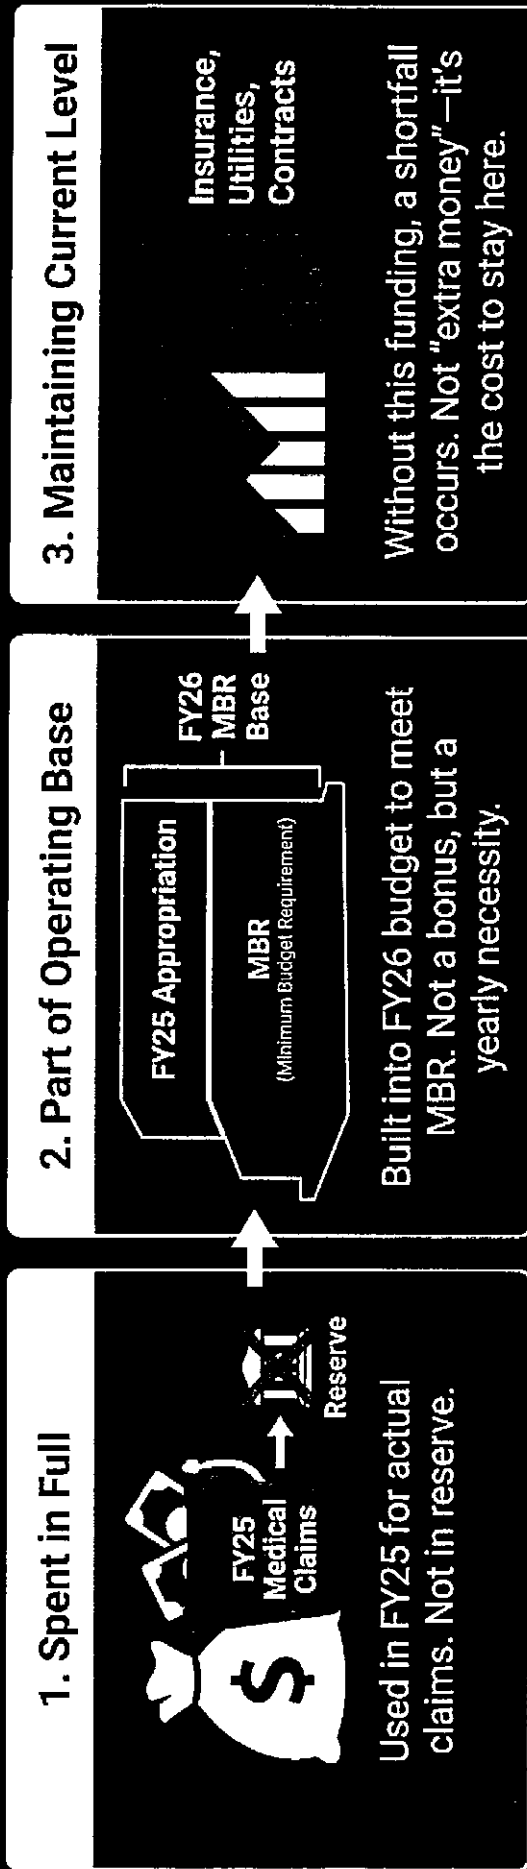 1. Spent in Full
FY25
Medical
Claims
$
Reserve
Used in FY25 for actual
claims. Not in reserve.
2. Part of Operating Base
FY25 Appropriation
MBR
(Minimum Budget Requirement)
FY26
MBR
Base
Built into FY26 budget to meet
MBR. Not a bonus, but a
yearly necessity.
3. Maintaining Current Level
Insurance,
Utilities,
Contracts
Without this funding, a shortfall
occurs. Not "extra money"—it's
the cost to stay here.